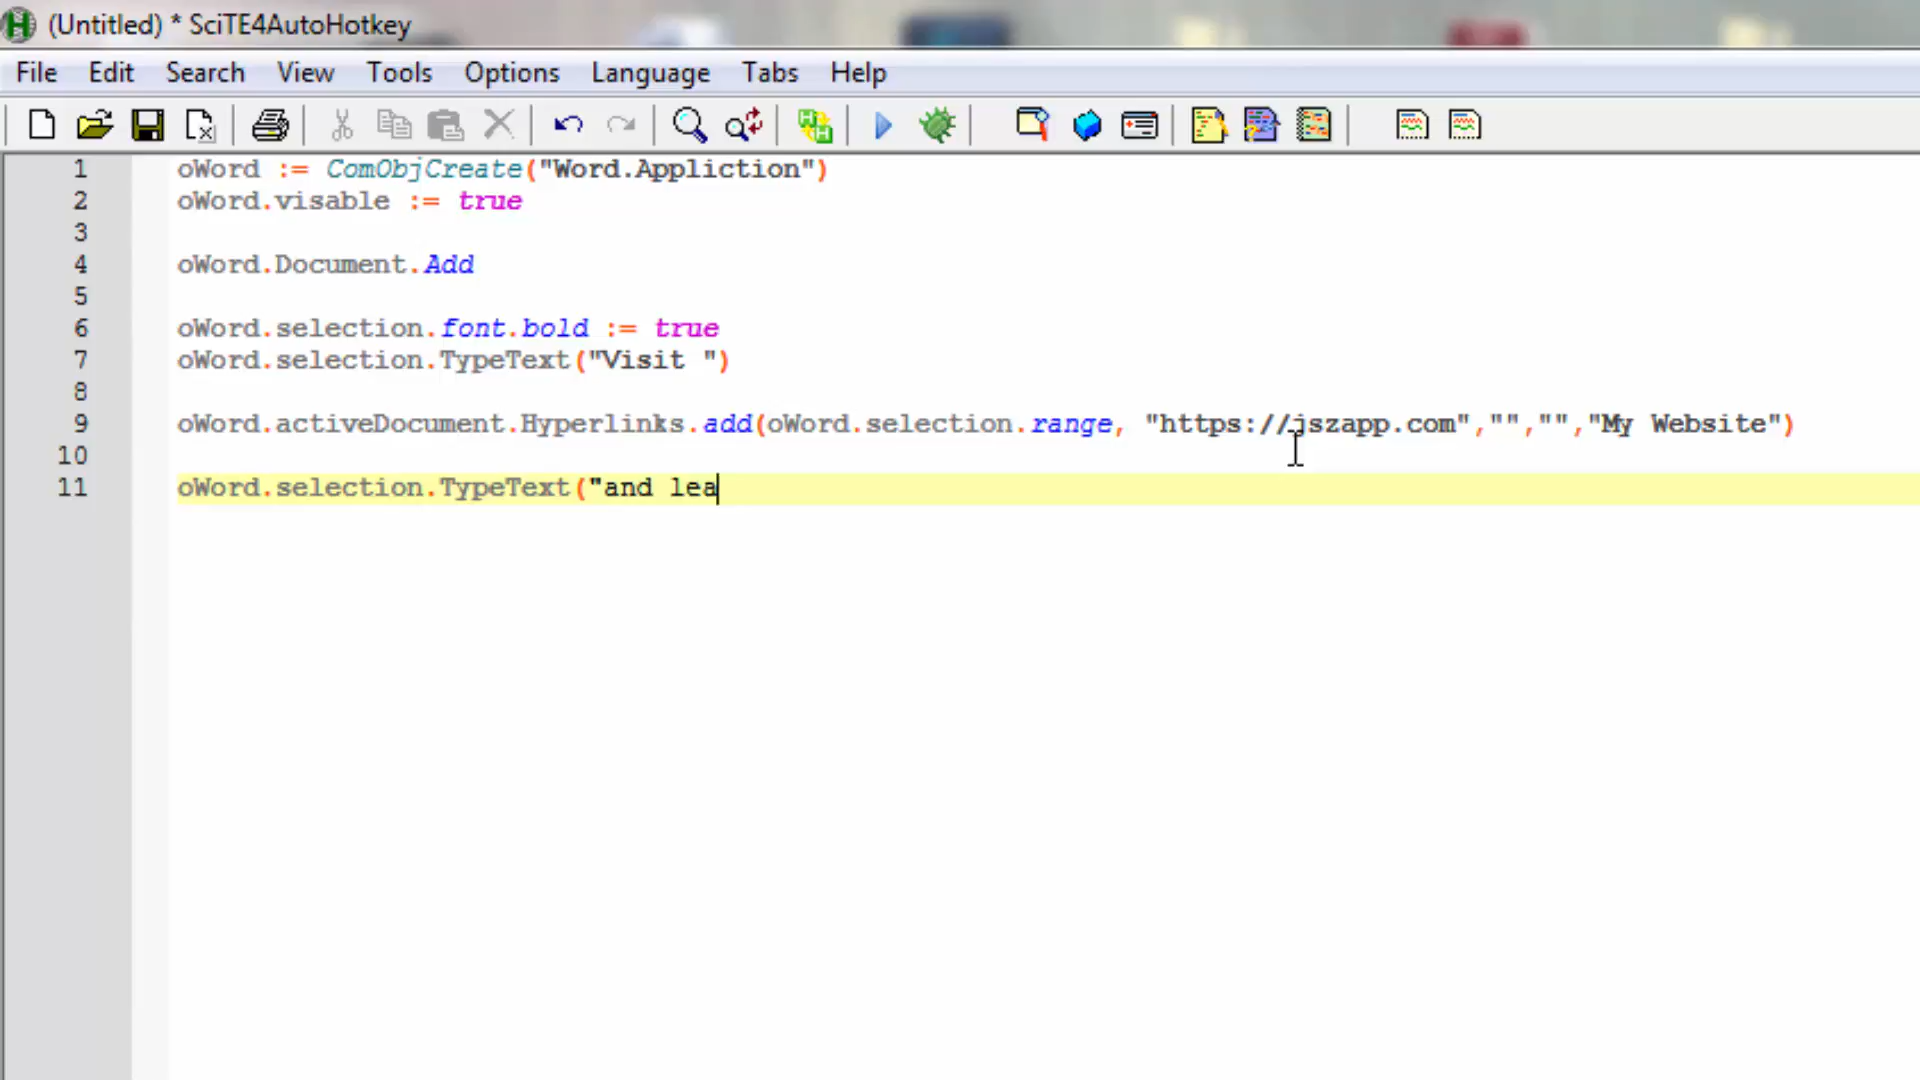 (Untitled) * SciTE4AutoHotkey
File Edit Search View Tools Options Language Tabs Help
1 oWord := ComObjCreate("Word.Appliction")
2 oWord.visable := true
3
4 oWord.Document.Add
5
6 oWord.selection.font.bold := true
7 oWord.selection.TypeText("Visit ")
8
9 oWord.activeDocument.Hyperlinks.add(oWord.selection.range, "https://jszapp.com","","","My Website")
10
11 oWord.selection.TypeText("and lea